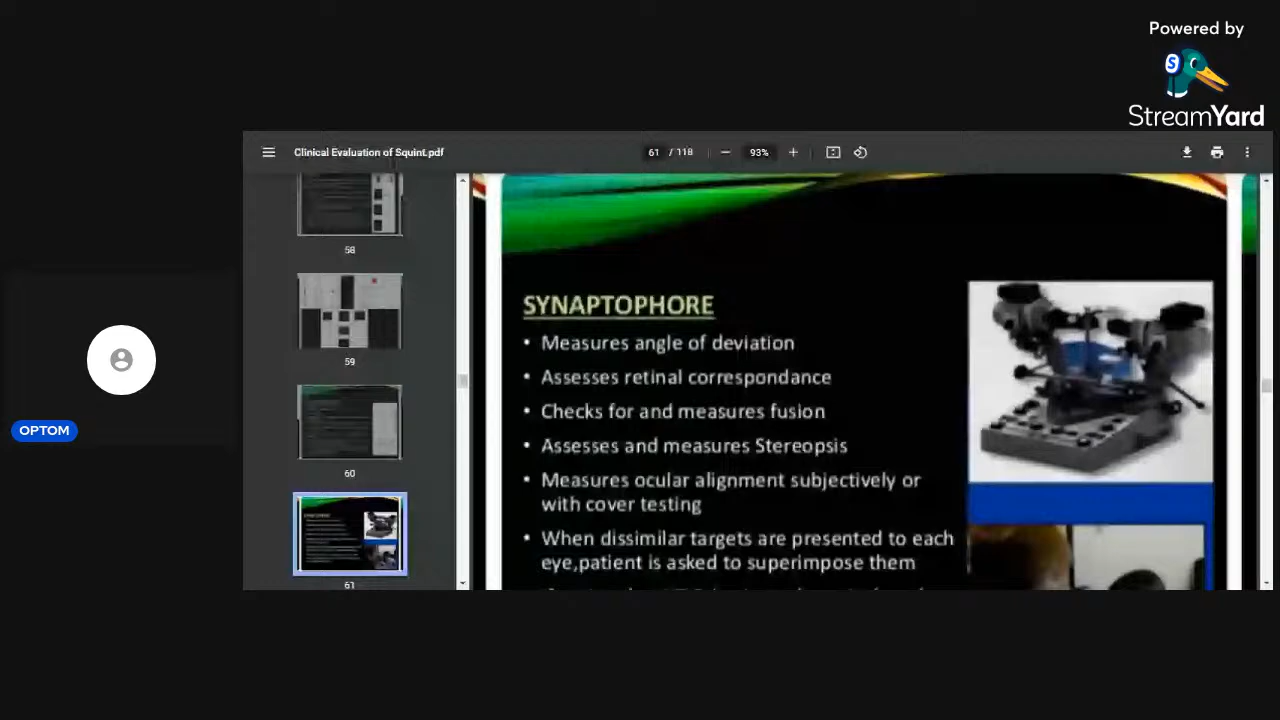 Powered by
StreamYard
Clinical Evaluation of Squint.pdf
61 / 118
93%
58
59
60
61
OPTOM
SYNAPTOPHORE
• Measures angle of deviation
• Assesses retinal correspondance
• Checks for and measures fusion
• Assesses and measures Stereopsis
• Measures ocular alignment subjectively or
with cover testing
• When dissimilar targets are presented to each
eye,patient is asked to superimpose them